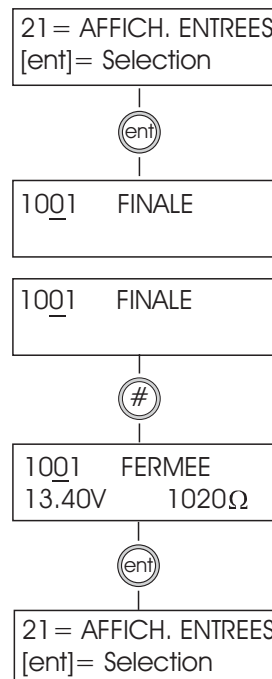 21= AFFICH. ENTREES
[ent]= Selection
ent
1001 FINALE
1001 FINALE
#
1001 FERMEE
13.40V 1020Ω
ent
21= AFFICH. ENTREES
[ent]= Selection